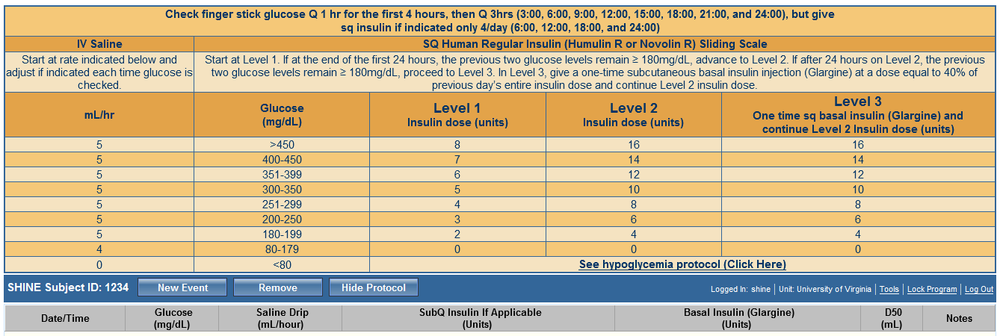 Check finger stick glucose Q 1 hr for the first 4 hours, then Q 3hrs (3:00, 6:00, 9:00, 12:00, 15:00, 18:00, 21:00, and 24:00), but give
sq insulin if indicated only 4/day (6:00, 12:00, 18:00, and 24:00)
IV Saline
SQ Human Regular Insulin (Humulin R or Novolin R) Sliding Scale
Start at rate indicated below and
adjust if indicated each time glucose is
checked.
Start at Level 1. If at the end of the first 24 hours, the previous two glucose levels remain ≥ 180mg/dL, advance to Level 2. If after 24 hours on Level 2, the previous
two glucose levels remain ≥ 180mg/dL, proceed to Level 3. In Level 3, give a one-time subcutaneous basal insulin injection (Glargine) at a dose equal to 40% of
previous day's entire insulin dose and continue Level 2 insulin dose.
mL/hr
Glucose
(mg/dL)
Level 1
Insulin dose (units)
Level 2
Insulin dose (units)
Level 3
One time sq basal insulin (Glargine) and
continue Level 2 Insulin dose (units)
5 >450 8 16 16
5 400-450 7 14 14
5 351-399 6 12 12
5 300-350 5 10 10
5 251-299 4 8 8
5 200-250 3 6 6
5 180-199 2 4 4
4 80-179 0 0 0
0 <80 See hypoglycemia protocol (Click Here)
SHINE Subject ID: 1234 New Event Remove Hide Protocol Logged In: shine | Unit: University of Virginia | Tools | Lock Program | Log Out
Date/Time
Glucose
(mg/dL)
Saline Drip
(mL/hour)
SubQ Insulin If Applicable
(Units)
Basal Insulin (Glargine)
(Units)
D50
(mL)
Notes